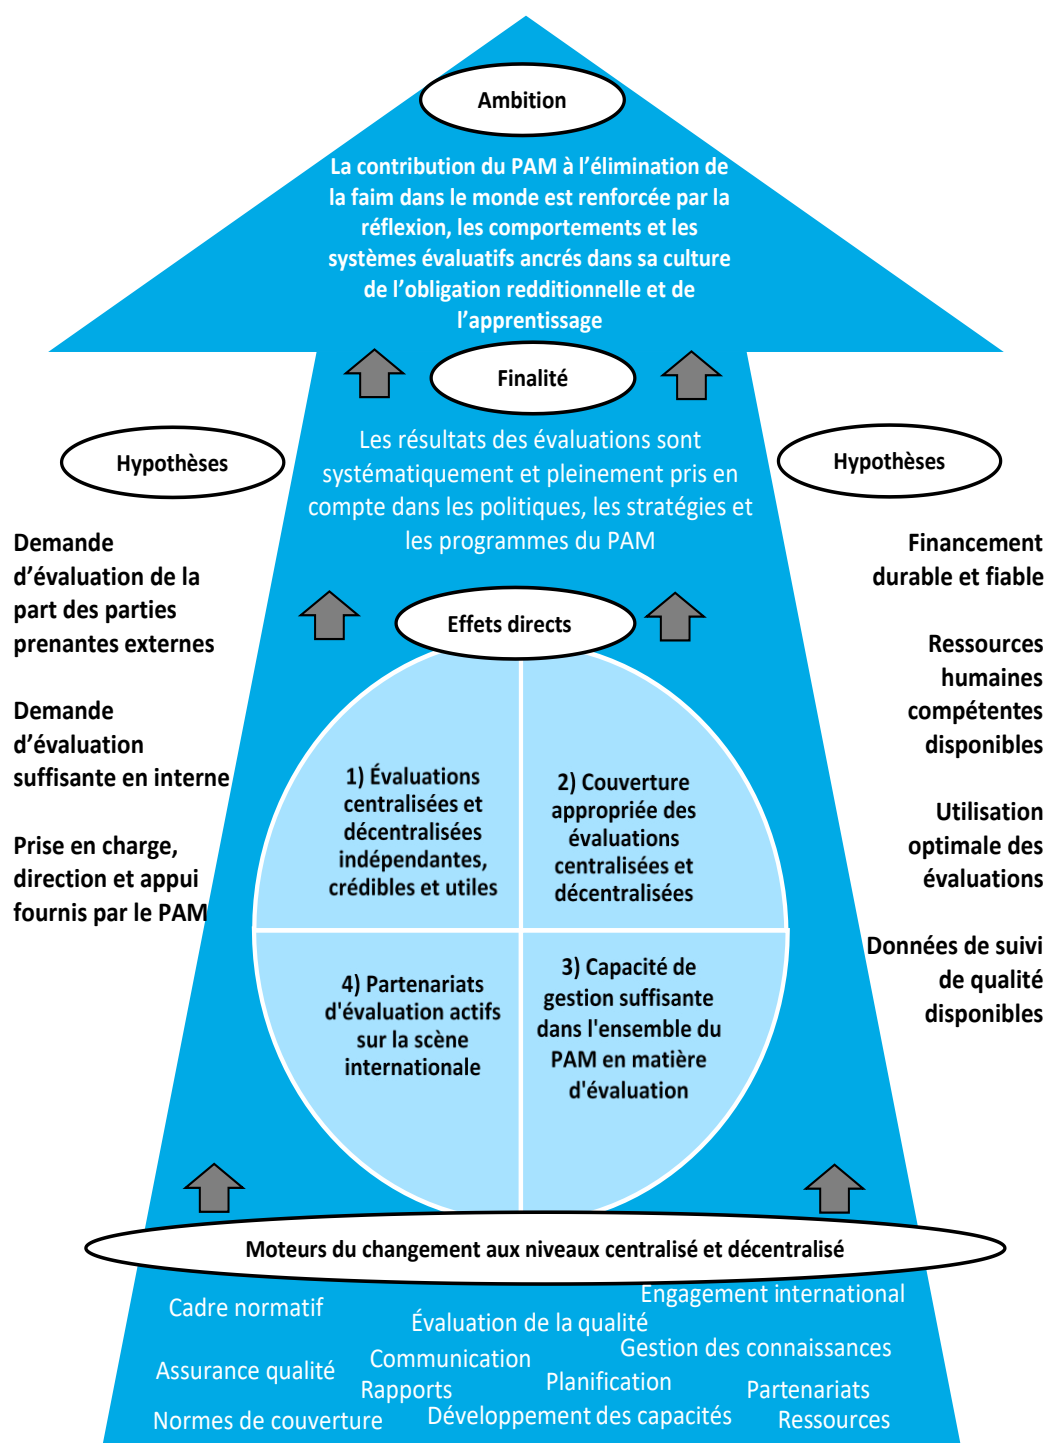 Ambition
La contribution du PAM à l’élimination de
la faim dans le monde est renforcée par la
réflexion, les comportements et les
systèmes évaluatifs ancrés dans sa culture
de l’obligation redditionnelle et de
l’apprentissage
Finalité
Les résultats des évaluations sont
systématiquement et pleinement pris en
compte dans les politiques, les stratégies et
les programmes du PAM
Hypothèses
Demande
d’évaluation de la
part des parties
prenantes externes
Demande
d’évaluation
suffisante en interne
Prise en charge,
direction et appui
fournis par le PAM
Hypothèses
Financement
durable et fiable
Ressources
humaines
compétentes
disponibles
Utilisation
optimale des
évaluations
Données de suivi
de qualité
disponibles
Effets directs
1) Évaluations
centralisées et
décentralisées
indépendantes,
crédibles et utiles
2) Couverture
appropriée des
évaluations
centralisées et
décentralisées
4) Partenariats
d'évaluation actifs
sur la scène
internationale
3) Capacité de
gestion suffisante
dans l'ensemble du
PAM en matière
d'évaluation
Moteurs du changement aux niveaux centralisé et décentralisé
Engagement international
Cadre normatif
Évaluation de la qualité
Gestion des connaissances
Communication
Assurance qualité
Planification
Rapports
Partenariats
Développement des capacités
Normes de couverture
Ressources